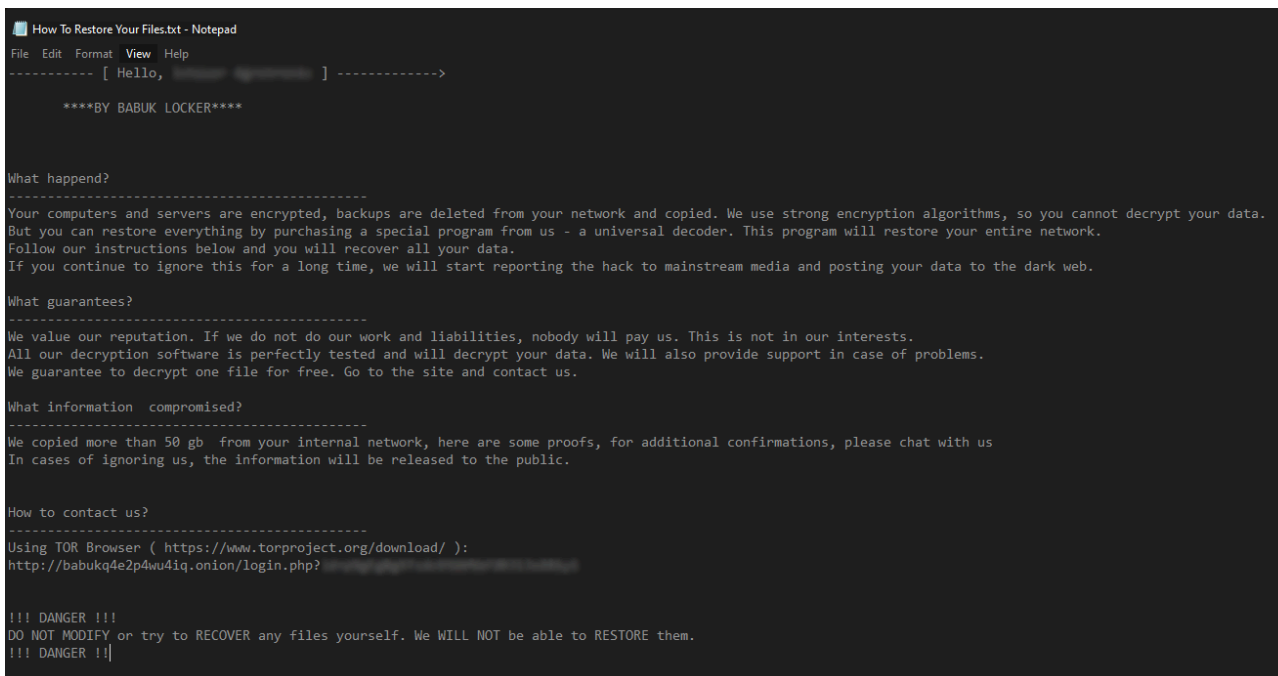 How To Restore Your Files.txt - Notepad
File Edit Format View Help
----------- [ Hello, ] ------------->
****BY BABUK LOCKER****
What happend?
----------------------------------------------
Your computers and servers are encrypted, backups are deleted from your network and copied. We use strong encryption algorithms, so you cannot decrypt your data.
But you can restore everything by purchasing a special program from us - a universal decoder. This program will restore your entire network.
Follow our instructions below and you will recover all your data.
If you continue to ignore this for a long time, we will start reporting the hack to mainstream media and posting your data to the dark web.
What guarantees?
----------------------------------------------
We value our reputation. If we do not do our work and liabilities, nobody will pay us. This is not in our interests.
All our decryption software is perfectly tested and will decrypt your data. We will also provide support in case of problems.
We guarantee to decrypt one file for free. Go to the site and contact us.
What information  compromised?
----------------------------------------------
We copied more than 50 gb  from your internal network, here are some proofs, for additional confirmations, please chat with us
In cases of ignoring us, the information will be released to the public.
How to contact us?
----------------------------------------------
Using TOR Browser ( https://www.torproject.org/download/ ):
http://babukq4e2p4wu4iq.onion/login.php?
!!! DANGER !!!
DO NOT MODIFY or try to RECOVER any files yourself. We WILL NOT be able to RESTORE them.
!!! DANGER !!